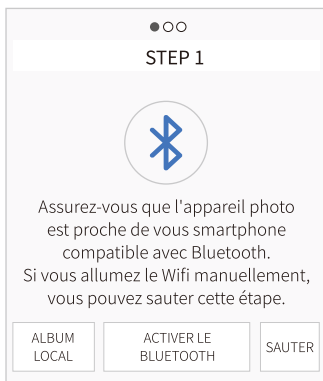 STEP 1
Assurez-vous que l'appareil photo
est proche de vous smartphone
compatible avec Bluetooth.
Si vous allumez le Wifi manuellement,
vous pouvez sauter cette étape.
ALBUM
LOCAL
ACTIVER LE
BLUETOOTH
SAUTER